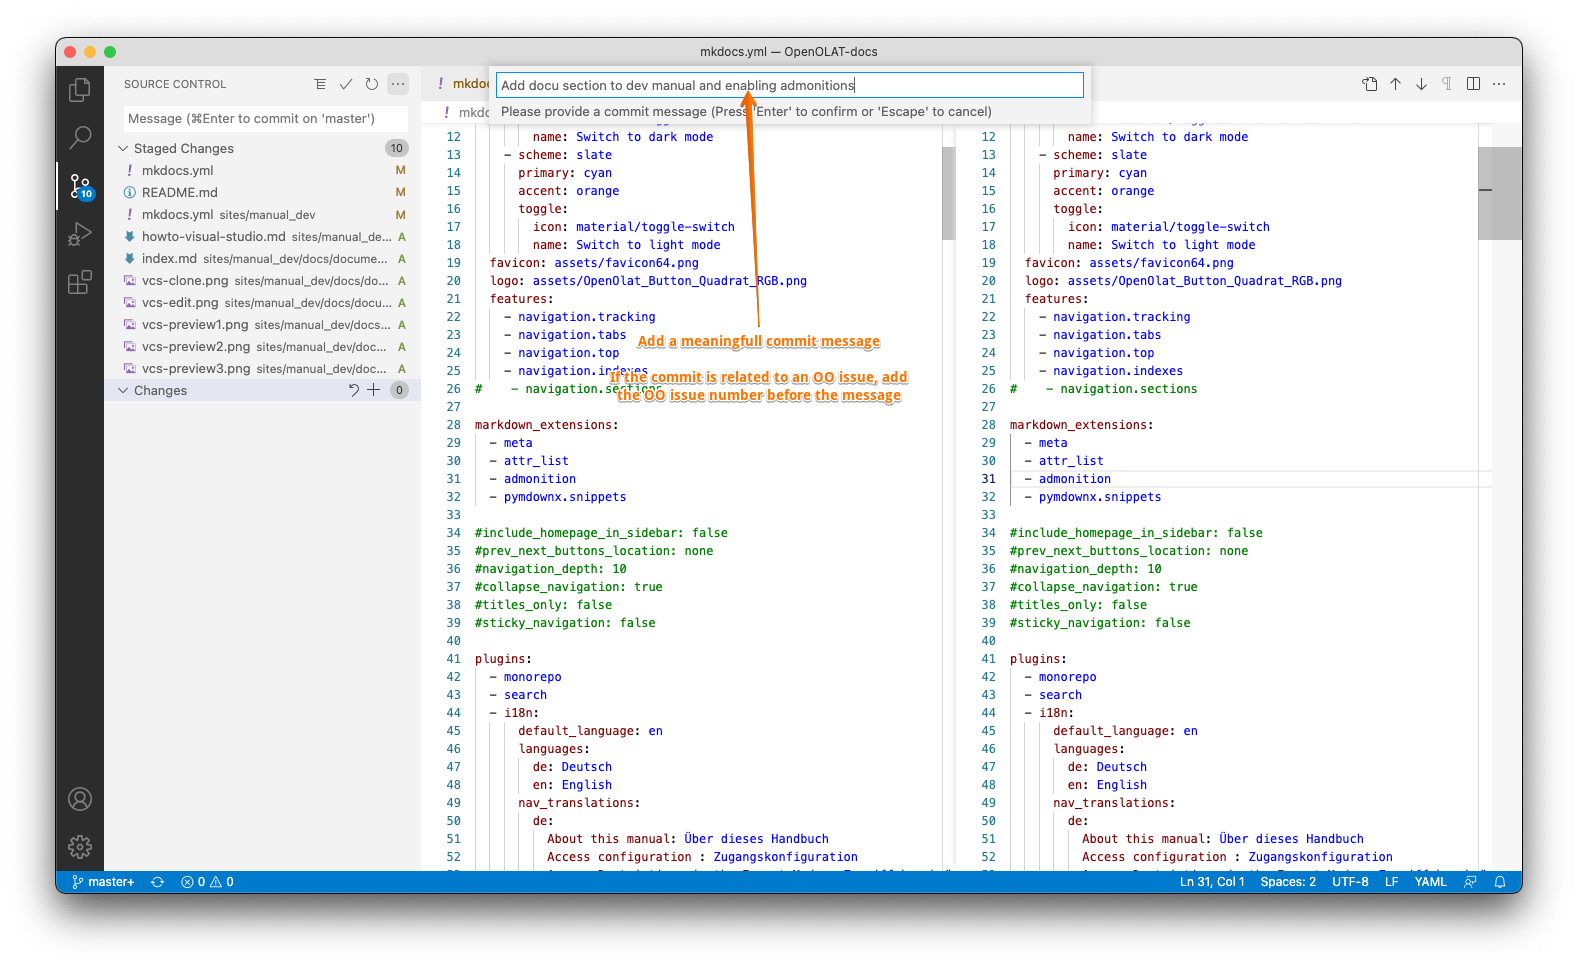 mkdocs.yml — OpenOLAT-docs
SOURCE CONTROL
Message (⌘Enter to commit on 'master')
Staged Changes 10
! mkdocs.yml M
README.md M
! mkdocs.yml sites/manual_dev M
howto-visual-studio.md sites/manual_de... A
index.md sites/manual_dev/docs/docume... A
vcs-clone.png sites/manual_dev/docs/do... A
vcs-edit.png sites/manual_dev/docs/docu... A
vcs-preview1.png sites/manual_dev/docs... A
vcs-preview2.png sites/manual_dev/doc... A
vcs-preview3.png sites/manual_dev/doc... A
Changes 0
10
! mkdoc
Add docu section to dev manual and enabling admonitions
! mkdo
Please provide a commit message (Press 'Enter' to confirm or 'Escape' to cancel)
12 name: Switch to dark mode
13 - scheme: slate
14 primary: cyan
15 accent: orange
16 toggle:
17 icon: material/toggle-switch
18 name: Switch to light mode
19 favicon: assets/favicon64.png
20 logo: assets/OpenOlat_Button_Quadrat_RGB.png
21 features:
22 - navigation.tracking
23 - navigation.tabs
24 - navigation.top
25 - navigation.indexes
26 # - navigation.sections
27
28 markdown_extensions:
29 - meta
30 - attr_list
31 - admonition
32 - pymdownx.snippets
33
34 #include_homepage_in_sidebar: false
35 #prev_next_buttons_location: none
36 #navigation_depth: 10
37 #collapse_navigation: true
38 #titles_only: false
39 #sticky_navigation: false
40
41 plugins:
42 - monorepo
43 - search
44 - i18n:
45 default_language: en
46 languages:
47 de: Deutsch
48 en: English
49 nav_translations:
50 de:
51 About this manual: Über dieses Handbuch
52 Access configuration : Zugangskonfiguration
Add a meaningfull commit message
If the commit is related to an OO issue, add
the OO issue number before the message
12 name: Switch to dark mode
13 - scheme: slate
14 primary: cyan
15 accent: orange
16 toggle:
17 icon: material/toggle-switch
18 name: Switch to light mode
19 favicon: assets/favicon64.png
20 logo: assets/OpenOlat_Button_Quadrat_RGB.png
21 features:
22 - navigation.tracking
23 - navigation.tabs
24 - navigation.top
25 - navigation.indexes
26 # - navigation.sections
27
28 markdown_extensions:
29 - meta
30 - attr_list
31 - admonition
32 - pymdownx.snippets
33
34 #include_homepage_in_sidebar: false
35 #prev_next_buttons_location: none
36 #navigation_depth: 10
37 #collapse_navigation: true
38 #titles_only: false
39 #sticky_navigation: false
40
41 plugins:
42 - monorepo
43 - search
44 - i18n:
45 default_language: en
46 languages:
47 de: Deutsch
48 en: English
49 nav_translations:
50 de:
51 About this manual: Über dieses Handbuch
52 Access configuration : Zugangskonfiguration
master+ 0 0 Ln 31, Col 1 Spaces: 2 UTF-8 LF YAML